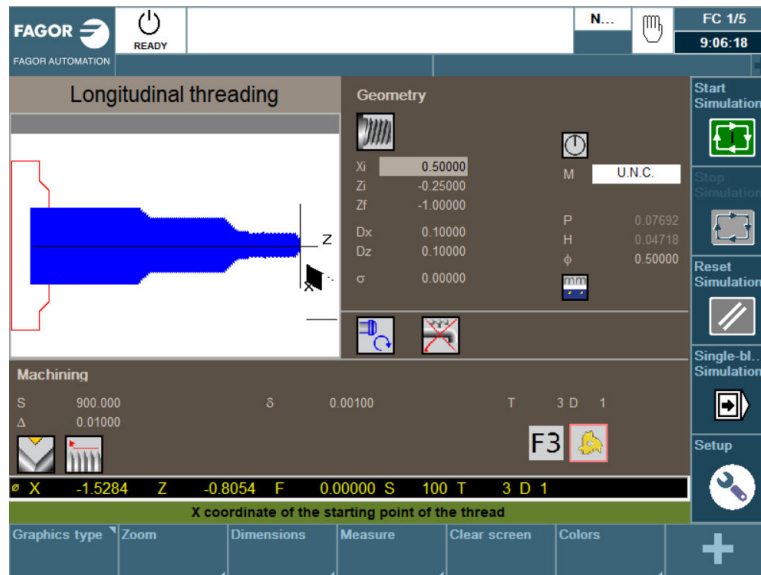 FAGOR
READY
N...
FC 1/5
9:06:18
FAGOR AUTOMATION
Longitudinal threading
Z
X
Geometry
Xi 0.50000
Zi -0.25000
Zf -1.00000
Dx 0.10000
Dz 0.10000
σ 0.00000
M U.N.C.
P 0.07692
H 0.04718
ϕ 0.50000
mm
Start
Simulation
Stop
Simulation
Reset
Simulation
Single-bl..
Simulation
Setup
Machining
S 900.000 δ 0.00100 T 3 D 1
Δ 0.01000
F3
ø X -1.5284 Z -0.8054 F 0.00000 S 100 T 3 D 1
X coordinate of the starting point of the thread
Graphics type Zoom Dimensions Measure Clear screen Colors